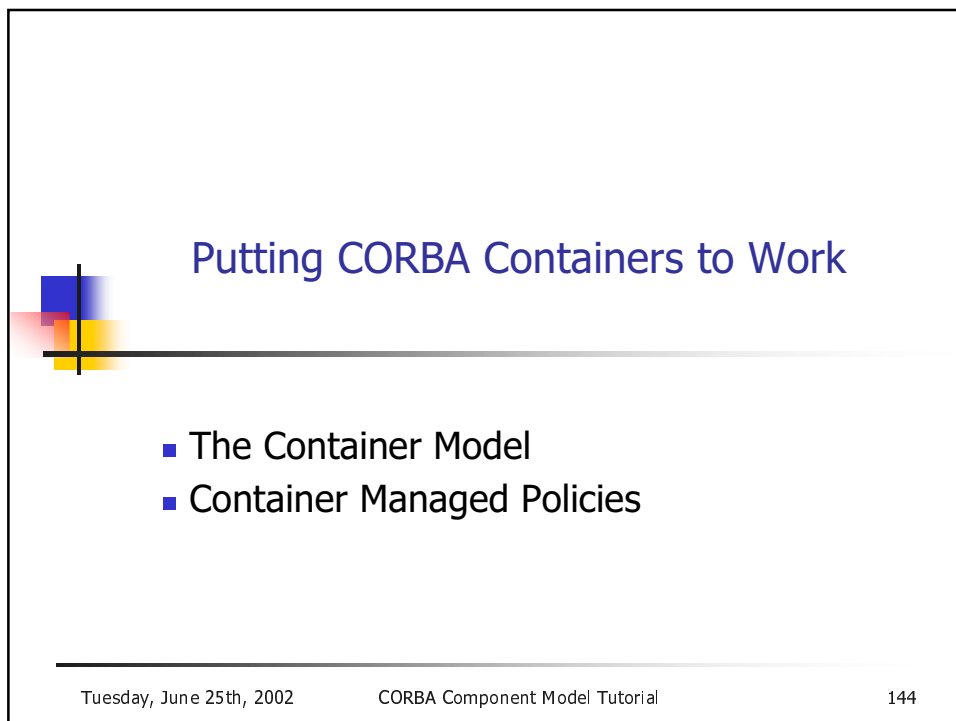 Putting CORBA Containers to Work
The Container Model
Container Managed Policies
Tuesday, June 25th, 2002 CORBA Component Model Tutorial 144